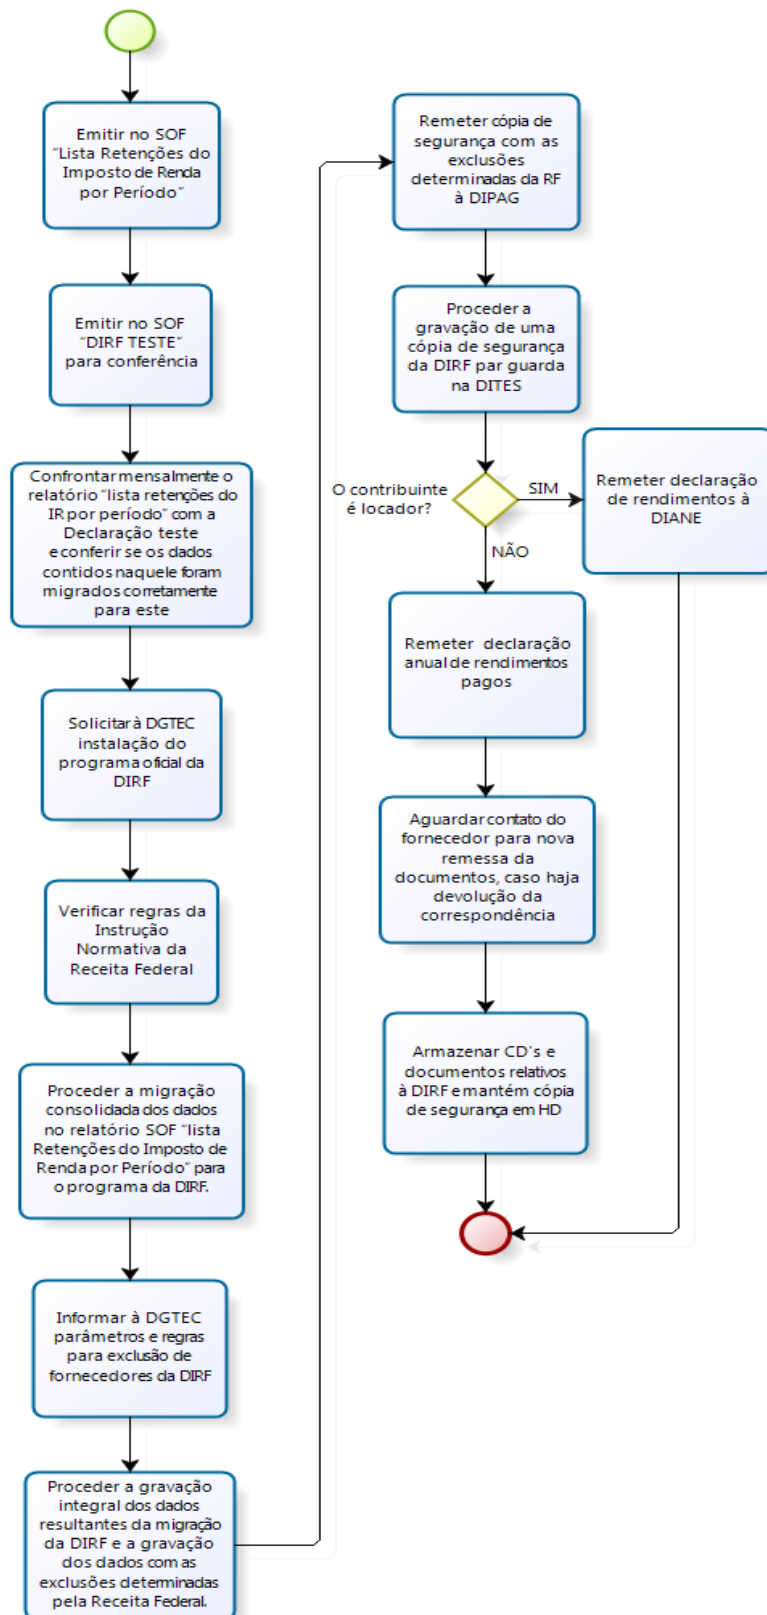 Emitir no SOF
“Lista Retenções do
Imposto de Renda
por Período”
Emitir no SOF
“DIRF TESTE”
para conferência
Confrontar mensalmente o
relatório “lista retenções do
IR por período” com a
Declaração teste
e conferir se os dados
contidos naquele foram
migrados corretamente
para este
Solicitar à DGTEC
instalação do
programa oficial da
DIRF
Verificar regras da
Instrução
Normativa da
Receita Federal
Proceder a migração
consolidada dos dados
no relatório SOF “lista
Retenções do Imposto de
Renda por Período” para
o programa da DIRF.
Informar à DGTEC
parâmetros e regras
para exclusão de
fornecedores da DIRF
Proceder a gravação
integral dos dados
resultantes da migração
da DIRF e a gravação
dos dados com as
exclusões determinadas
pela Receita Federal.
Remeter cópia de
segurança com as
exclusões
determinadas da RF
à DIPAG
Proceder a
gravação de uma
cópia de segurança
da DIRF par guarda
na DITES
O contribuinte
é locador?
SIM
NÃO
Remeter declaração
de rendimentos à
DIANE
Remeter declaração
anual de rendimentos
pagos
Aguardar contato do
fornecedor para nova
remessa da
documentos, caso haja
devolução da
correspondência
Armazenar CD's e
documentos relativos
à DIRF e mantém cópia
de segurança em HD